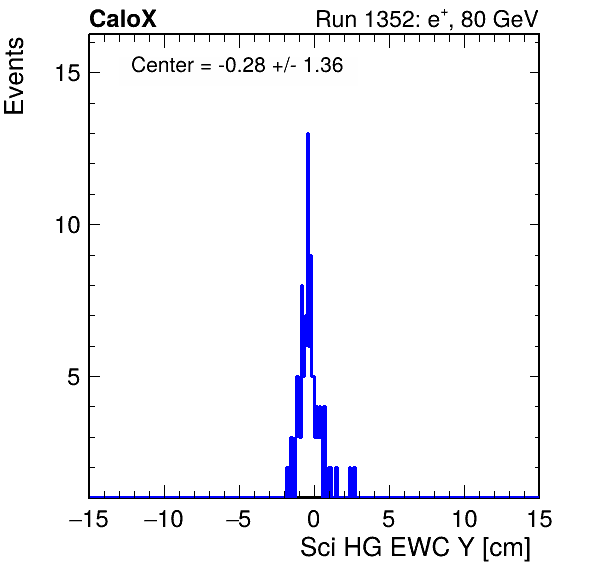 CaloX Run 1352: e⁺, 80 GeV
Events
Center = -0.28 +/- 1.36
15
10
5
−15 −10 −5 0 5 10 15
Sci HG EWC Y [cm]